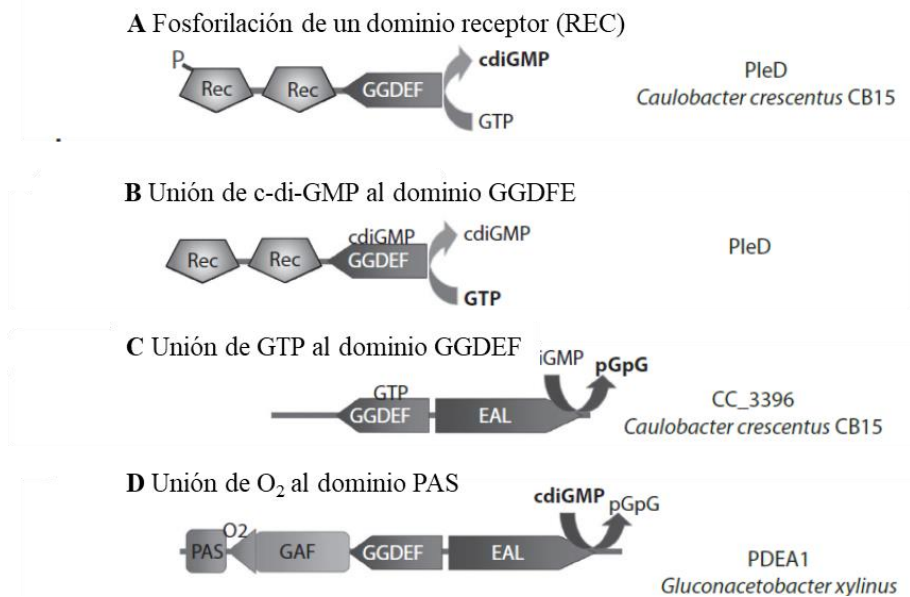 A Fosforilación de un dominio receptor (REC)
P
Rec
Rec
GGDEF
cdiGMP
GTP
PleD
Caulobacter crescentus CB15
B Unión de c-di-GMP al dominio GGDFE
Rec
Rec
cdiGMP
GGDEF
cdiGMP
GTP
PleD
C Unión de GTP al dominio GGDEF
GTP
GGDEF
EAL
iGMP
pGpG
CC_3396
Caulobacter crescentus CB15
D Unión de O2 al dominio PAS
PAS
O2
GAF
GGDEF
EAL
cdiGMP
pGpG
PDEA1
Gluconacetobacter xylinus